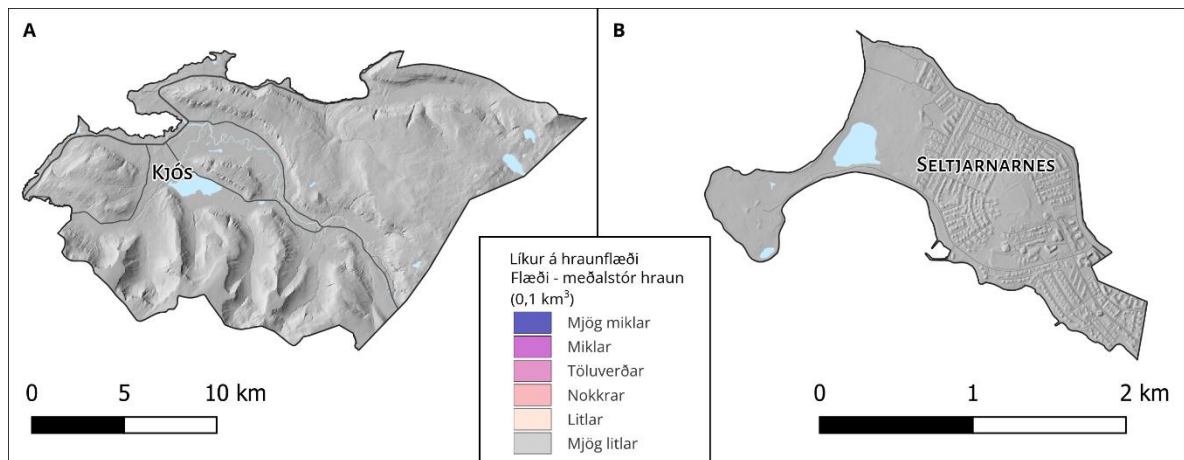 A
B
Kjós
Seltjarnarnes
Líkur á hraunflæði
Flæði - meðalstór hraun
(0,1 km³)
Mjög miklar
Miklar
Töluverðar
Nokkrar
Litlar
Mjög litlar
0 5 10 km
0 1 2 km